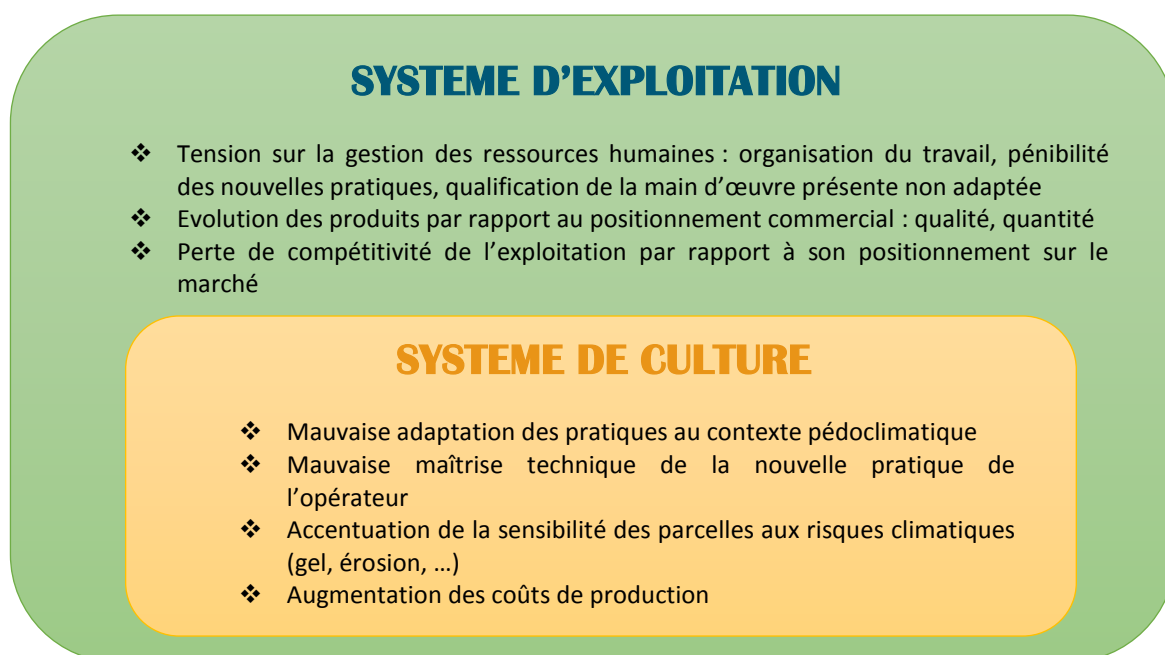 SYSTEME D’EXPLOITATION
❖ Tension sur la gestion des ressources humaines : organisation du travail, pénibilité
des nouvelles pratiques, qualification de la main d’œuvre présente non adaptée
❖ Evolution des produits par rapport au positionnement commercial : qualité, quantité
❖ Perte de compétitivité de l’exploitation par rapport à son positionnement sur le
marché
SYSTEME DE CULTURE
❖ Mauvaise adaptation des pratiques au contexte pédoclimatique
❖ Mauvaise maîtrise technique de la nouvelle pratique de
l’opérateur
❖ Accentuation de la sensibilité des parcelles aux risques climatiques
(gel, érosion, …)
❖ Augmentation des coûts de production